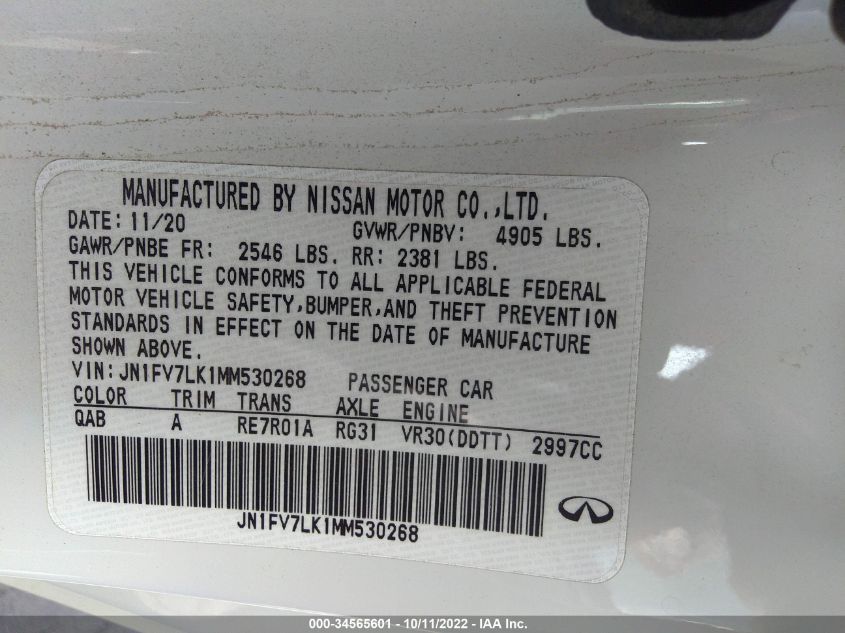 MANUFACTURED BY NISSAN MOTOR CO.,LTD.
DATE: 11/20 GVWR/PNBV: 4905 LBS.
GAWR/PNBE FR: 2546 LBS. RR: 2381 LBS.
THIS VEHICLE CONFORMS TO ALL APPLICABLE FEDERAL
MOTOR VEHICLE SAFETY,BUMPER,AND THEFT PREVENTION
STANDARDS IN EFFECT ON THE DATE OF MANUFACTURE
SHOWN ABOVE.
VIN:JN1FV7LK1MM530268 PASSENGER CAR
COLOR TRIM TRANS AXLE ENGINE
QAB A RE7R01A RG31 VR30(DDTT) 2997CC
JN1FV7LK1MM530268
000-34565601 - 10/11/2022 - IAA Inc.